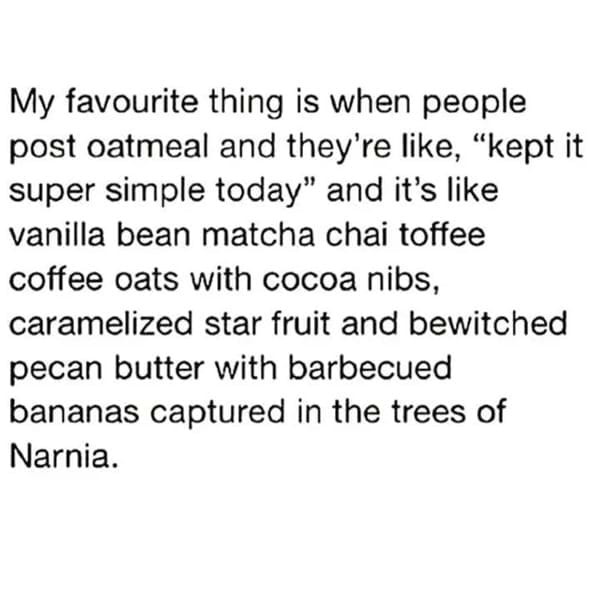 My favourite thing is when people
post oatmeal and they're like, “kept it
super simple today” and it's like
vanilla bean matcha chai toffee
coffee oats with cocoa nibs,
caramelized star fruit and bewitched
pecan butter with barbecued
bananas captured in the trees of
Narnia.